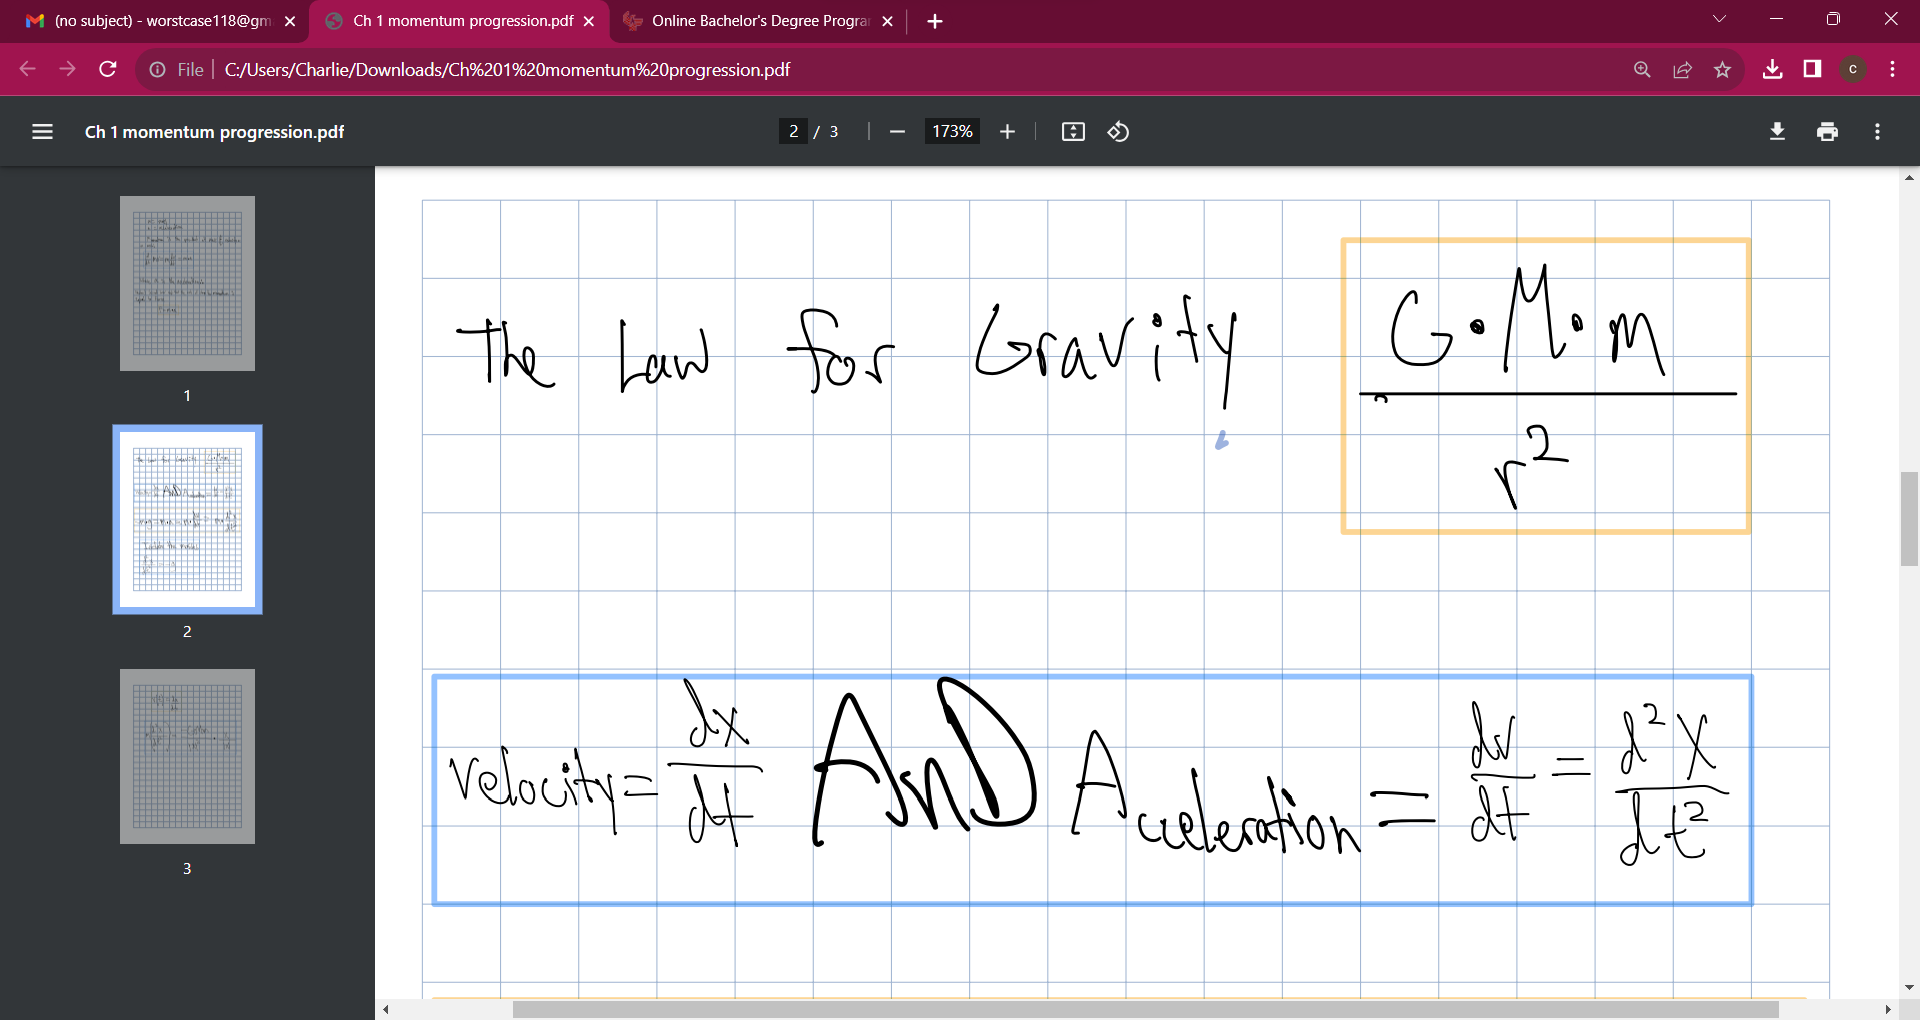 (no subject) - worstcase118@gm
Ch 1 momentum progression.pdf
Online Bachelor's Degree Progra
File
C:/Users/Charlie/Downloads/Ch%201%20momentum%20progression.pdf
c
Ch 1 momentum progression.pdf
2 / 3
173%
1
2
3
The Law for Gravity
G•M•m
r²
velocity = dx/dt AnD Acceleration = dv/dt = d²x/dt²